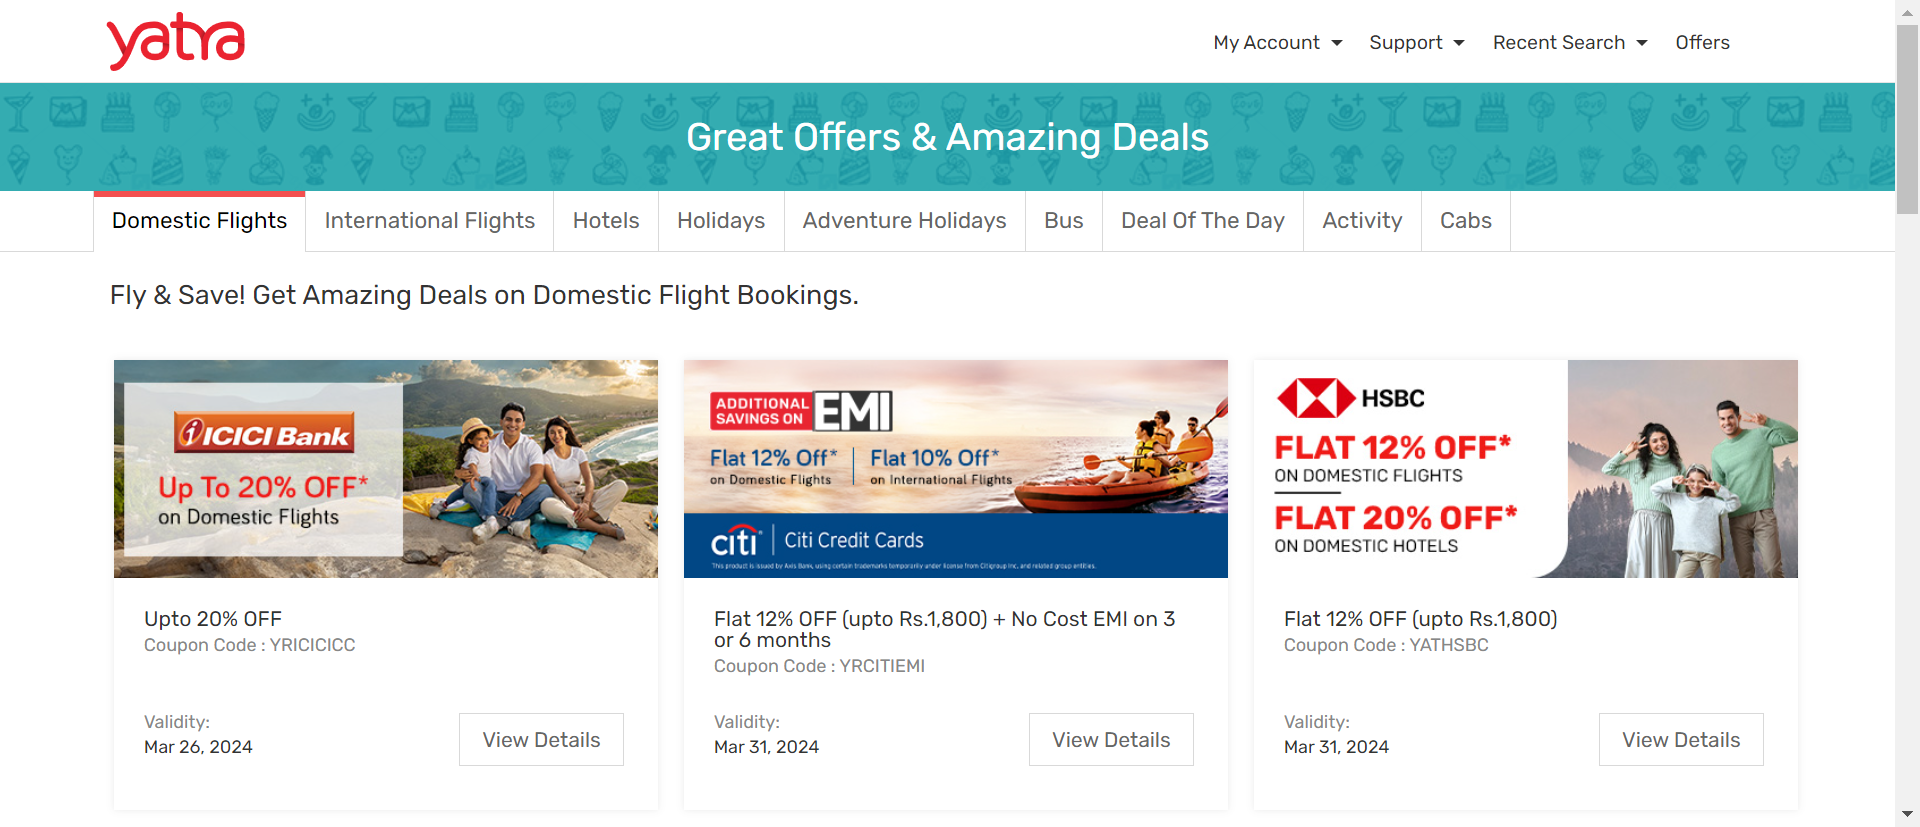 yatra
My Account
Support
Recent Search
Offers
Great Offers & Amazing Deals
Domestic Flights
International Flights
Hotels
Holidays
Adventure Holidays
Bus
Deal Of The Day
Activity
Cabs
Fly & Save! Get Amazing Deals on Domestic Flight Bookings.
ICICI Bank
Up To 20% OFF*
on Domestic Flights
Upto 20% OFF
Coupon Code : YRICICICC
Validity:
Mar 26, 2024
View Details
ADDITIONAL
SAVINGS ON
EMI
Flat 12% Off*
on Domestic Flights
Flat 10% Off*
on International Flights
citi
Citi Credit Cards
This product is issued by Axis Bank, using certain trademarks temporarily under license from Citigroup Inc. and related group entities.
Flat 12% OFF (upto Rs.1,800) + No Cost EMI on 3
or 6 months
Coupon Code : YRCITIEMI
Validity:
Mar 31, 2024
View Details
HSBC
FLAT 12% OFF*
ON DOMESTIC FLIGHTS
FLAT 20% OFF*
ON DOMESTIC HOTELS
Flat 12% OFF (upto Rs.1,800)
Coupon Code : YATHSBC
Validity:
Mar 31, 2024
View Details